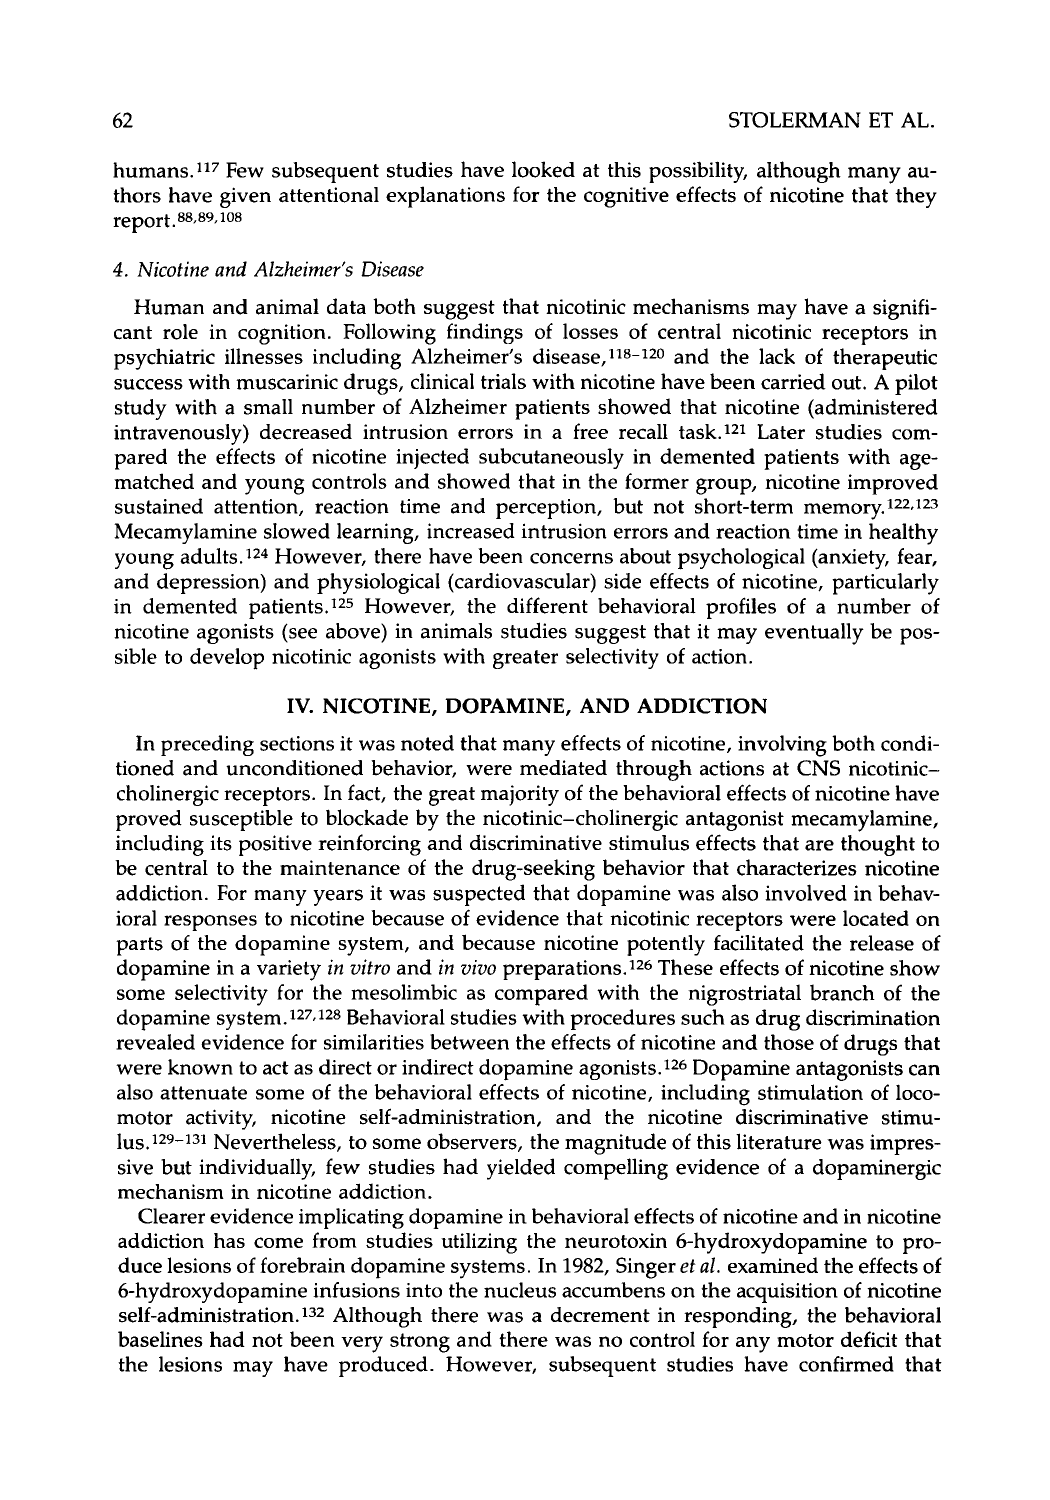 62 STOLERMAN ET AL.
humans.117 Few subsequent studies have looked at this possibility, although many au-
thors have given attentional explanations for the cognitive effects of nicotine that they
report.88,89,108
4. Nicotine and Alzheimer's Disease
Human and animal data both suggest that nicotinic mechanisms may have a signifi-
cant role in cognition. Following findings of losses of central nicotinic receptors in
psychiatric illnesses including Alzheimer's disease,118–120 and the lack of therapeutic
success with muscarinic drugs, clinical trials with nicotine have been carried out. A pilot
study with a small number of Alzheimer patients showed that nicotine (administered
intravenously) decreased intrusion errors in a free recall task.121 Later studies com-
pared the effects of nicotine injected subcutaneously in demented patients with age-
matched and young controls and showed that in the former group, nicotine improved
sustained attention, reaction time and perception, but not short-term memory.122,123
Mecamylamine slowed learning, increased intrusion errors and reaction time in healthy
young adults.124 However, there have been concerns about psychological (anxiety, fear,
and depression) and physiological (cardiovascular) side effects of nicotine, particularly
in demented patients.125 However, the different behavioral profiles of a number of
nicotine agonists (see above) in animals studies suggest that it may eventually be pos-
sible to develop nicotinic agonists with greater selectivity of action.
IV. NICOTINE, DOPAMINE, AND ADDICTION
In preceding sections it was noted that many effects of nicotine, involving both condi-
tioned and unconditioned behavior, were mediated through actions at CNS nicotinic–
cholinergic receptors. In fact, the great majority of the behavioral effects of nicotine have
proved susceptible to blockade by the nicotinic–cholinergic antagonist mecamylamine,
including its positive reinforcing and discriminative stimulus effects that are thought to
be central to the maintenance of the drug-seeking behavior that characterizes nicotine
addiction. For many years it was suspected that dopamine was also involved in behav-
ioral responses to nicotine because of evidence that nicotinic receptors were located on
parts of the dopamine system, and because nicotine potently facilitated the release of
dopamine in a variety in vitro and in vivo preparations.126 These effects of nicotine show
some selectivity for the mesolimbic as compared with the nigrostriatal branch of the
dopamine system.127,128 Behavioral studies with procedures such as drug discrimination
revealed evidence for similarities between the effects of nicotine and those of drugs that
were known to act as direct or indirect dopamine agonists.126 Dopamine antagonists can
also attenuate some of the behavioral effects of nicotine, including stimulation of loco-
motor activity, nicotine self-administration, and the nicotine discriminative stimu-
lus.129–131 Nevertheless, to some observers, the magnitude of this literature was impres-
sive but individually, few studies had yielded compelling evidence of a dopaminergic
mechanism in nicotine addiction.
Clearer evidence implicating dopamine in behavioral effects of nicotine and in nicotine
addiction has come from studies utilizing the neurotoxin 6-hydroxydopamine to pro-
duce lesions of forebrain dopamine systems. In 1982, Singer et al. examined the effects of
6-hydroxydopamine infusions into the nucleus accumbens on the acquisition of nicotine
self-administration.132 Although there was a decrement in responding, the behavioral
baselines had not been very strong and there was no control for any motor deficit that
the lesions may have produced. However, subsequent studies have confirmed that